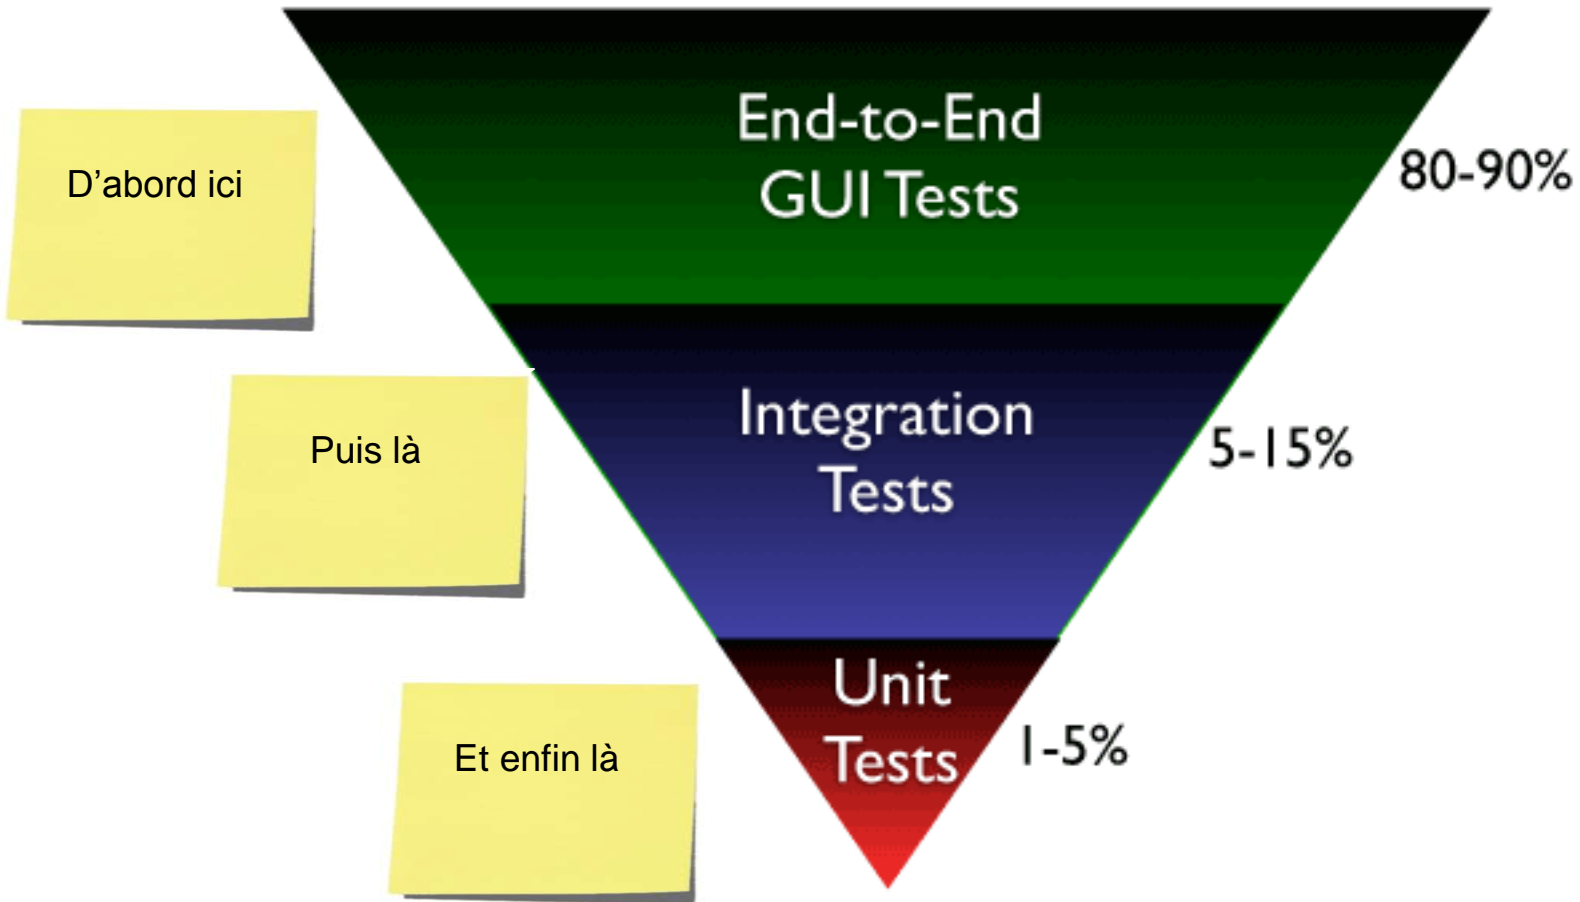 End-to-End
GUI Tests
80-90%
D’abord ici
Integration
Tests
5-15%
Puis là
Unit
Tests
1-5%
Et enfin là